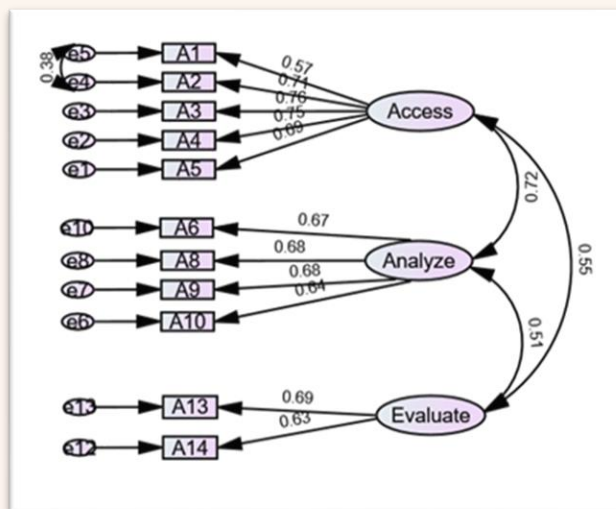 e5 A1 0.57
0.38
e4 A2 0.71
Access
e3 A3 0.76
e2 A4 0.75
e1 A5 0.69
0.72
e10 A6 0.67
e8 A8 0.68
Analyze
0.55
e7 A9 0.68
e6 A10 0.64
0.51
e13 A13 0.69
Evaluate
e12 A14 0.63